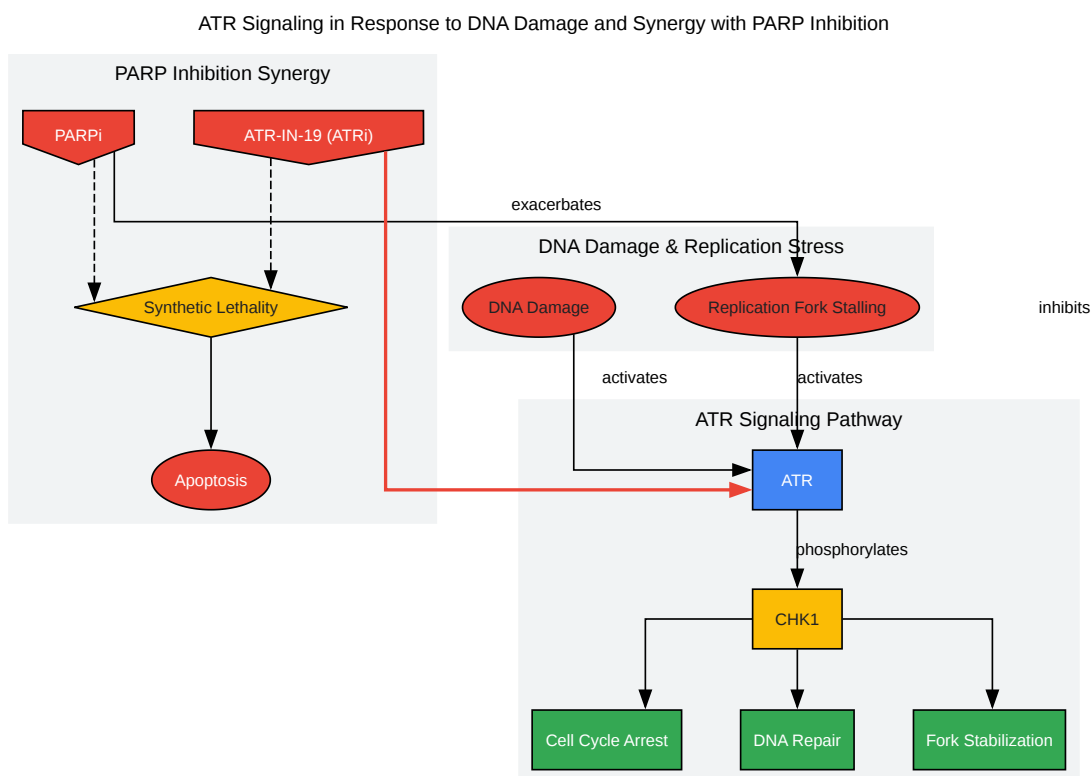 ATR Signaling in Response to DNA Damage and Synergy with PARP Inhibition
PARP Inhibition Synergy
PARPi
ATR-IN-19 (ATRi)
exacerbates
DNA Damage & Replication Stress
Synthetic Lethality
DNA Damage
Replication Fork Stalling
inhibits
activates
activates
ATR Signaling Pathway
Apoptosis
ATR
phosphorylates
CHK1
Cell Cycle Arrest
DNA Repair
Fork Stabilization